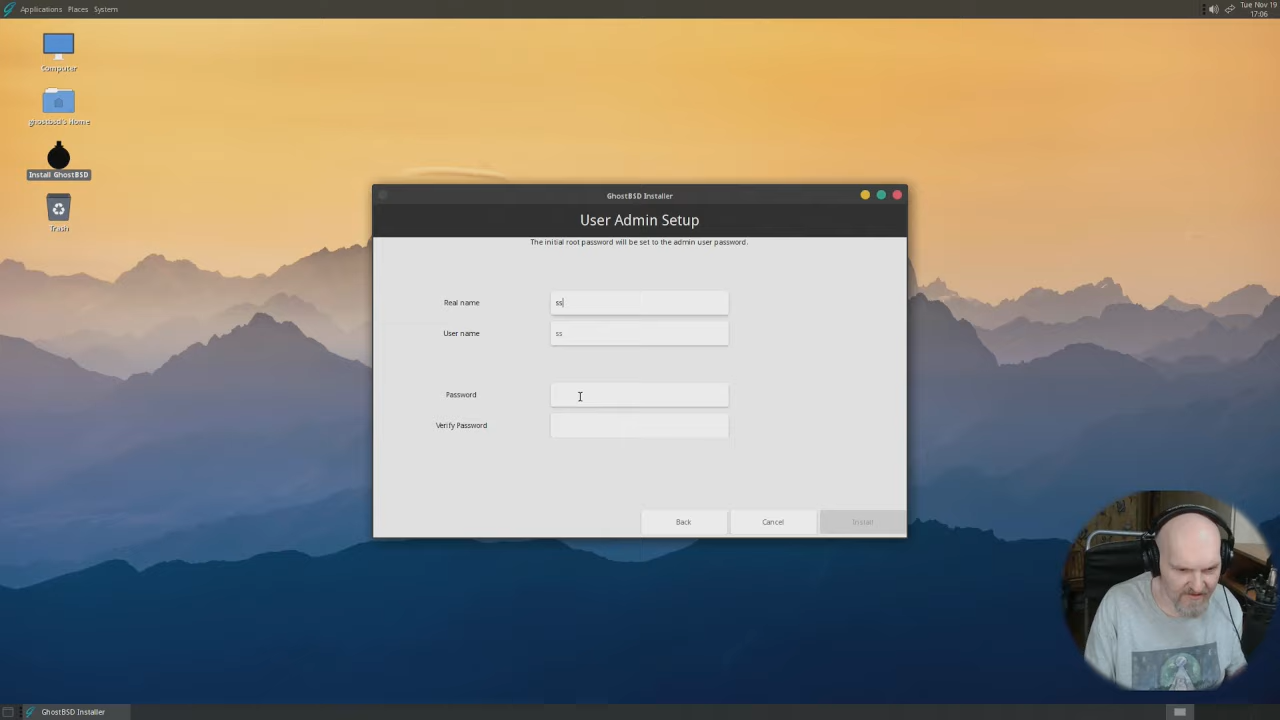 Applications Places System
Tue Nov 19
17:06
Computer
ghostbsd's Home
Install GhostBSD
Trash
GhostBSD Installer
User Admin Setup
The initial root password will be set to the admin user password.
Real name ss
User name ss
Password
Verify Password
Back Cancel Install
GhostBSD Installer